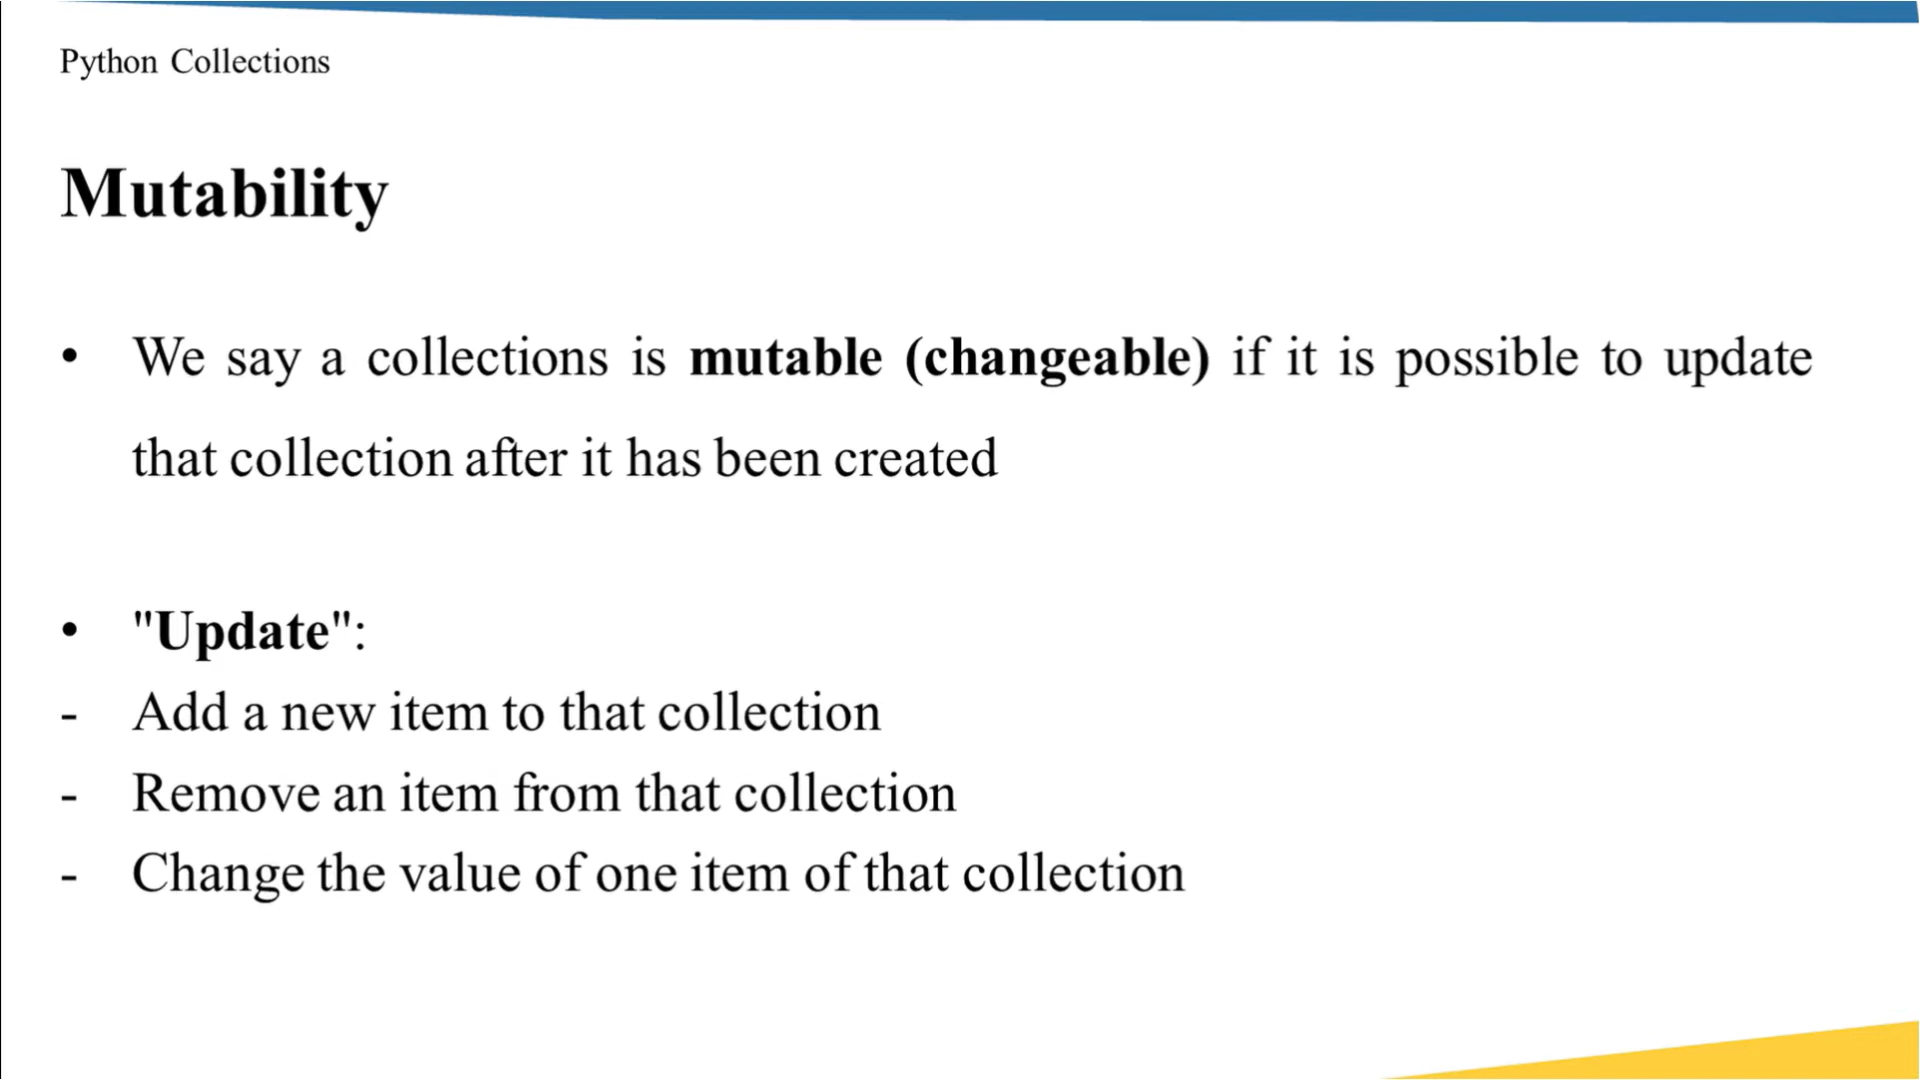 Python Collections
Mutability
• We say a collections is mutable (changeable) if it is possible to update
that collection after it has been created
• "Update":
- Add a new item to that collection
- Remove an item from that collection
- Change the value of one item of that collection